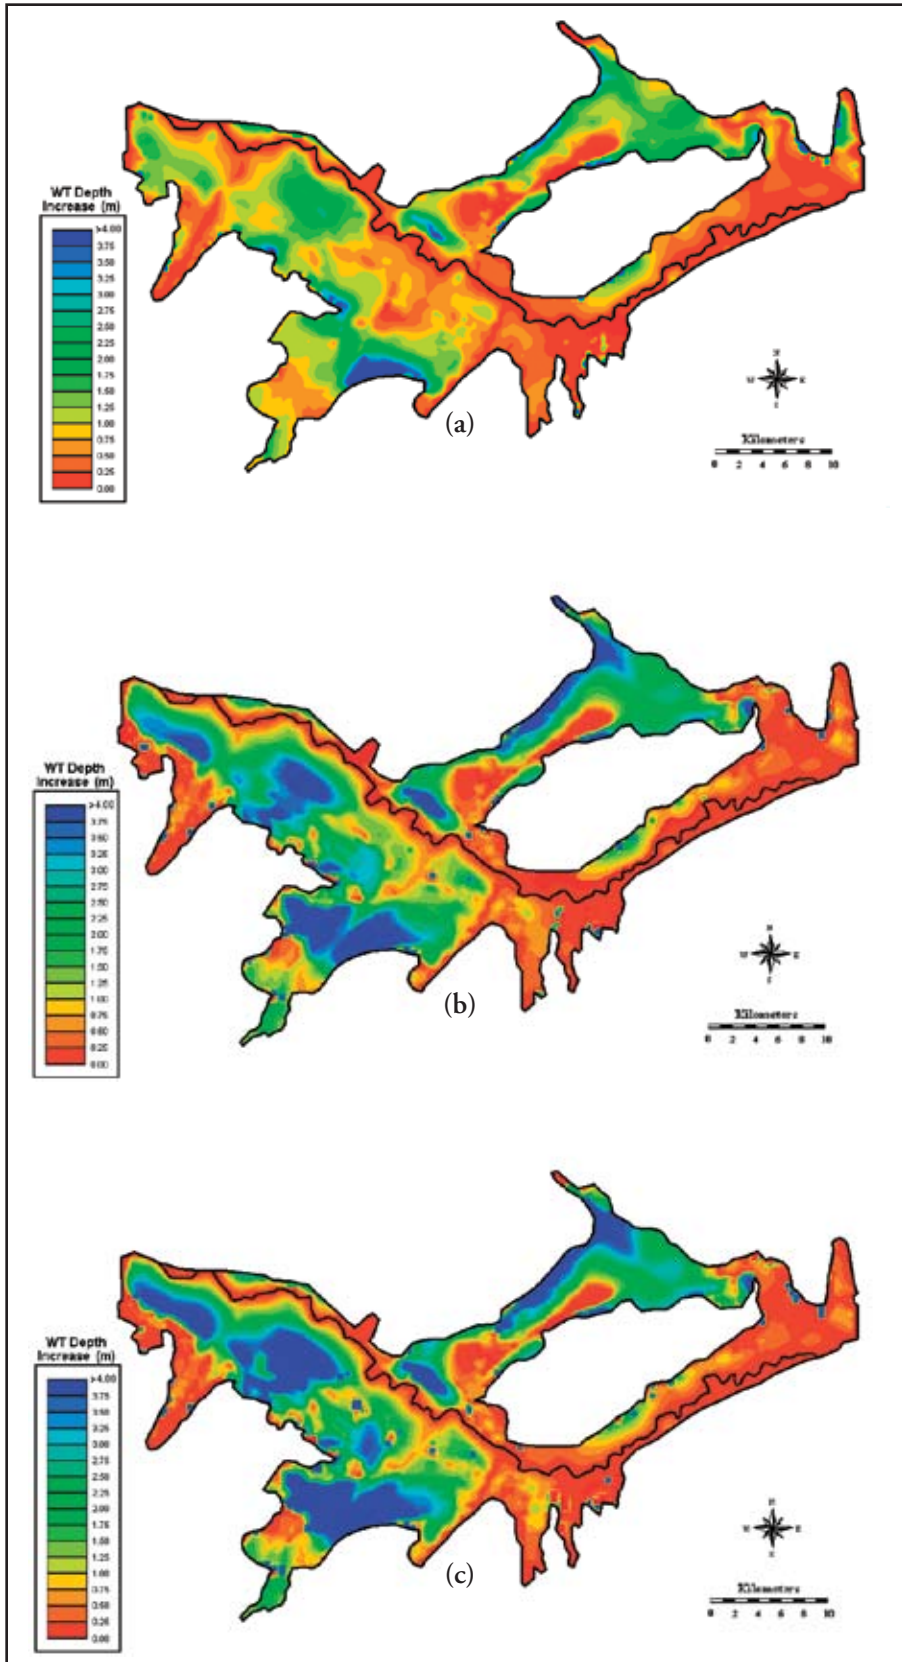 WT Depth
Increase (m)
>4.00
3.75
3.50
3.25
3.00
2.75
2.50
2.25
2.00
1.75
1.50
1.25
1.00
0.75
0.50
0.25
0.00
(a)
N
W E
S
Kilometers
0 2 4 6 8 10
WT Depth
Increase (m)
>4.00
3.75
3.50
3.25
3.00
2.75
2.50
2.25
2.00
1.75
1.50
1.25
1.00
0.75
0.50
0.25
0.00
(b)
N
W E
S
Kilometers
0 2 4 6 8 10
WT Depth
Increase (m)
>4.00
3.75
3.50
3.25
3.00
2.75
2.50
2.25
2.00
1.75
1.50
1.25
1.00
0.75
0.50
0.25
0.00
(c)
N
W E
S
Kilometers
0 2 4 6 8 10